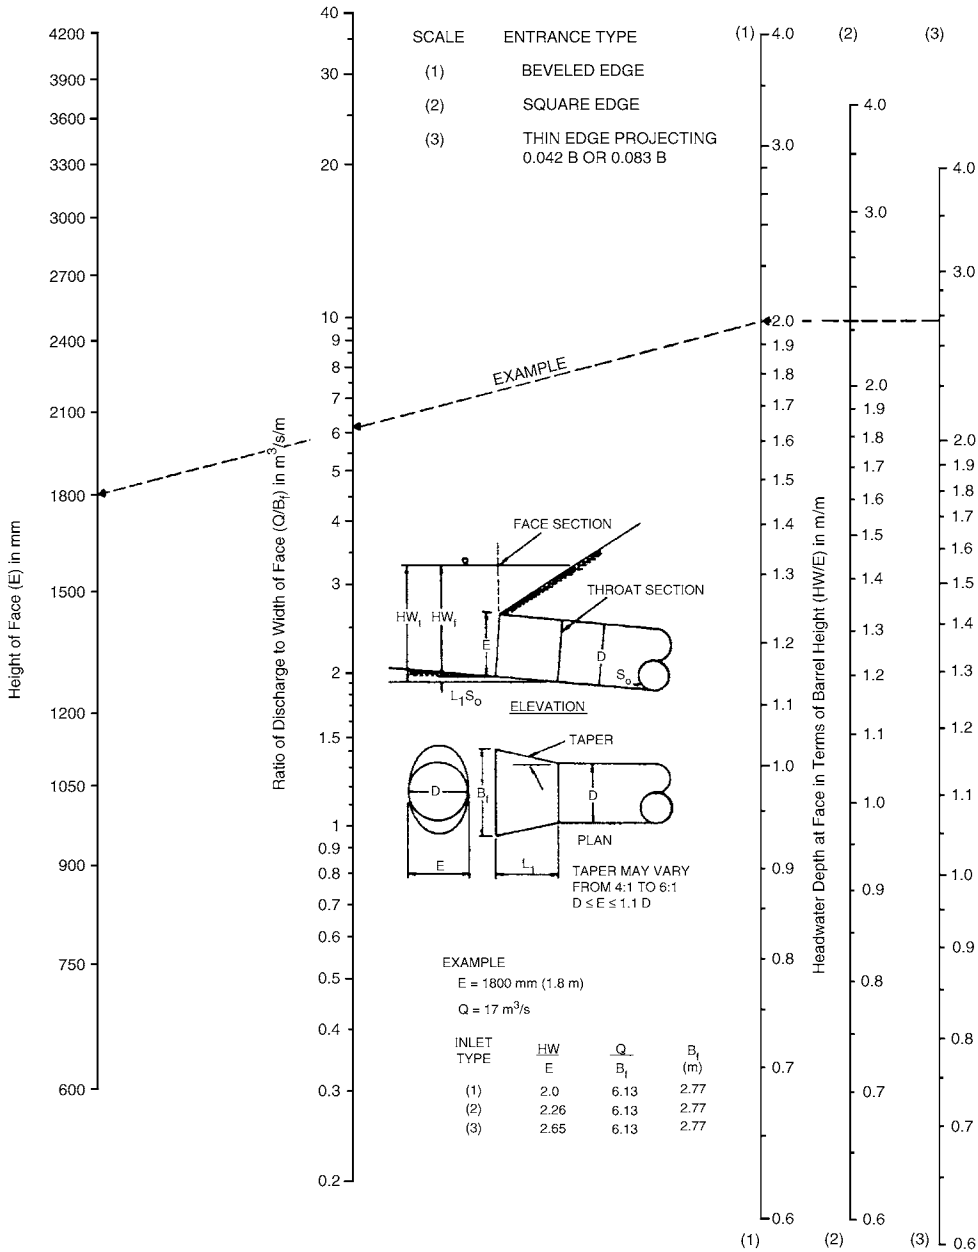 SCALE ENTRANCE TYPE
(1) BEVELED EDGE
(2) SQUARE EDGE
(3) THIN EDGE PROJECTING
0.042 B OR 0.083 B
Height of Face (E) in mm
4200
3900
3600
3300
3000
2700
2400
2100
1800
1500
1200
1050
900
750
600
Ratio of Discharge to Width of Face (Q/Bf) in m3/s/m
40
30
20
10
9
8
7
6
5
4
3
2
1.5
1
0.9
0.8
0.7
0.6
0.5
0.4
0.3
0.2
EXAMPLE
FACE SECTION
THROAT SECTION
HWt
HWf
E
D
So
L1So
ELEVATION
TAPER
D
Bf
D
PLAN
E
L1
TAPER MAY VARY
FROM 4:1 TO 6:1
D ≤ E ≤ 1.1 D
EXAMPLE
E = 1800 mm (1.8 m)
Q = 17 m3/s
INLET TYPE HW/E Q/Bf Bf (m)
(1) 2.0 6.13 2.77
(2) 2.26 6.13 2.77
(3) 2.65 6.13 2.77
Headwater Depth at Face in Terms of Barrel Height (HW/E) in m/m
(1)
4.0
3.0
2.0
1.9
1.8
1.7
1.6
1.5
1.4
1.3
1.2
1.1
1.0
0.9
0.8
0.7
0.6
(1)
(2)
4.0
3.0
2.0
1.9
1.8
1.7
1.6
1.5
1.4
1.3
1.2
1.1
1.0
0.9
0.8
0.7
0.6
(2)
(3)
4.0
3.0
2.0
1.9
1.8
1.7
1.6
1.5
1.4
1.3
1.2
1.1
1.0
0.9
0.8
0.7
0.6
(3)